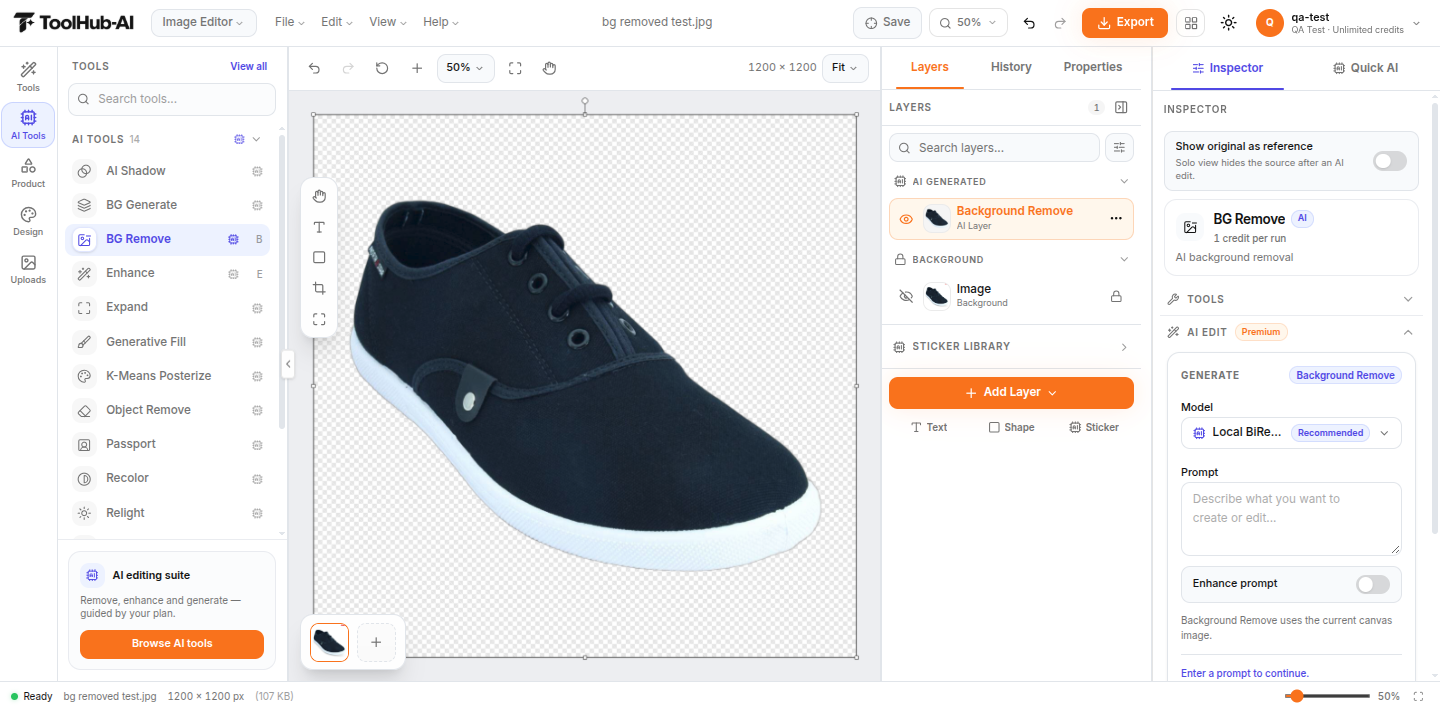 ToolHub-AI
Image Editor
File
Edit
View
Help
bg removed test.jpg
Save
50%
Export
Q
qa-test
QA Test · Unlimited credits
Tools
AI Tools
Product
Design
Uploads
TOOLS
View all
Search tools...
AI TOOLS 14
AI Shadow
BG Generate
BG Remove
B
Enhance
E
Expand
Generative Fill
K-Means Posterize
Object Remove
Passport
Recolor
Relight
AI editing suite
Remove, enhance and generate —
guided by your plan.
Browse AI tools
50%
1200 × 1200
Fit
Layers
History
Properties
LAYERS
1
Search layers...
AI GENERATED
Background Remove
AI Layer
BACKGROUND
Image
Background
STICKER LIBRARY
Add Layer
Text
Shape
Sticker
Inspector
Quick AI
INSPECTOR
Show original as reference
Solo view hides the source after an AI
edit.
BG Remove
AI
1 credit per run
AI background removal
TOOLS
AI EDIT
Premium
GENERATE
Background Remove
Model
Local BiRe...
Recommended
Prompt
Describe what you want to
create or edit...
Enhance prompt
Background Remove uses the current canvas
image.
Enter a prompt to continue.
Ready
bg removed test.jpg
1200 × 1200 px
(107 KB)
50%